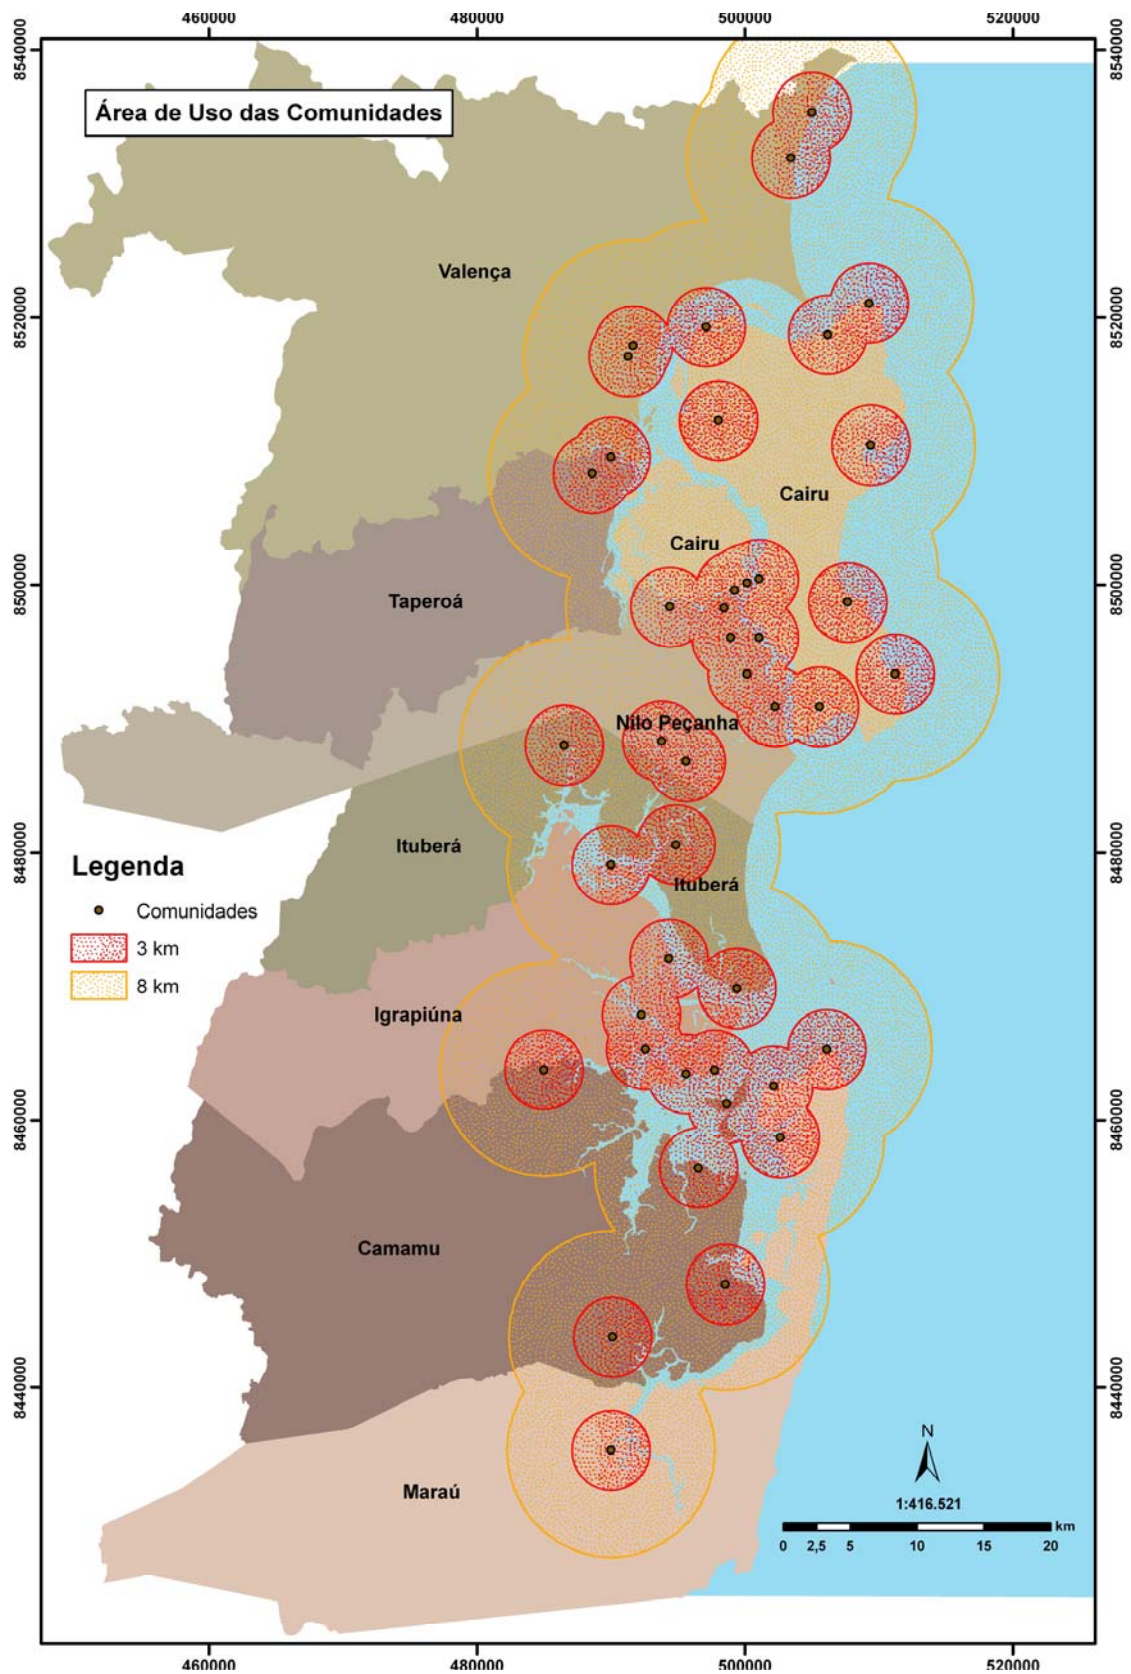 460000 480000 500000 520000
8540000 8540000
Área de Uso das Comunidades
Valença
8520000 8520000
Cairu
Cairu
8500000 8500000
Taperoá
Nilo Peçanha
Ituberá
8480000 8480000
Legenda
Ituberá
Comunidades
3 km
8 km
Igrapiúna
8460000 8460000
Camamu
8440000 8440000
N
Maraú
1:416.521
km
0 2,5 5 10 15 20
460000 480000 500000 520000